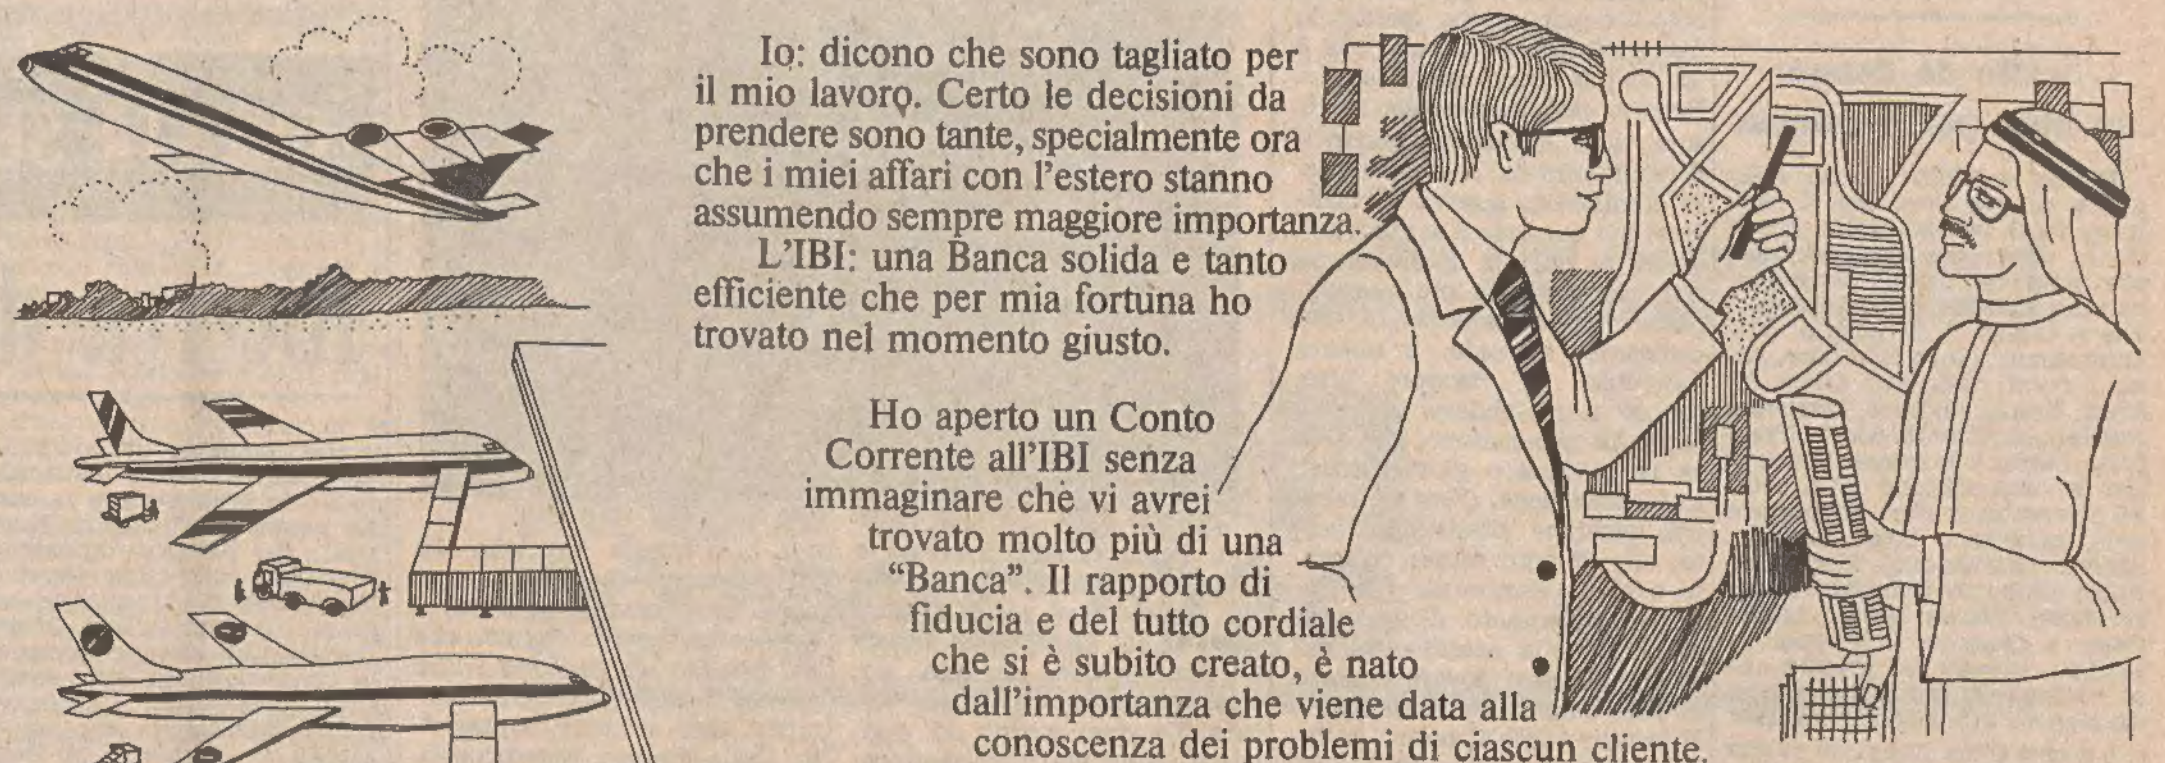 Io: dicono che sono tagliato per
il mio lavoro. Certo le decisioni da
prendere sono tante, specialmente ora
che i miei affari con l'estero stanno
assumendo sempre maggiore importanza.
L'IBI: una Banca solida e tanto
efficiente che per mia fortuna ho
trovato nel momento giusto.
Ho aperto un Conto
Corrente all'IBI senza
immaginare che vi avrei
trovato molto più di una
“Banca”. Il rapporto di
fiducia e del tutto cordiale
che si è subito creato, è nato
dall'importanza che viene data alla
conoscenza dei problemi di ciascun cliente.